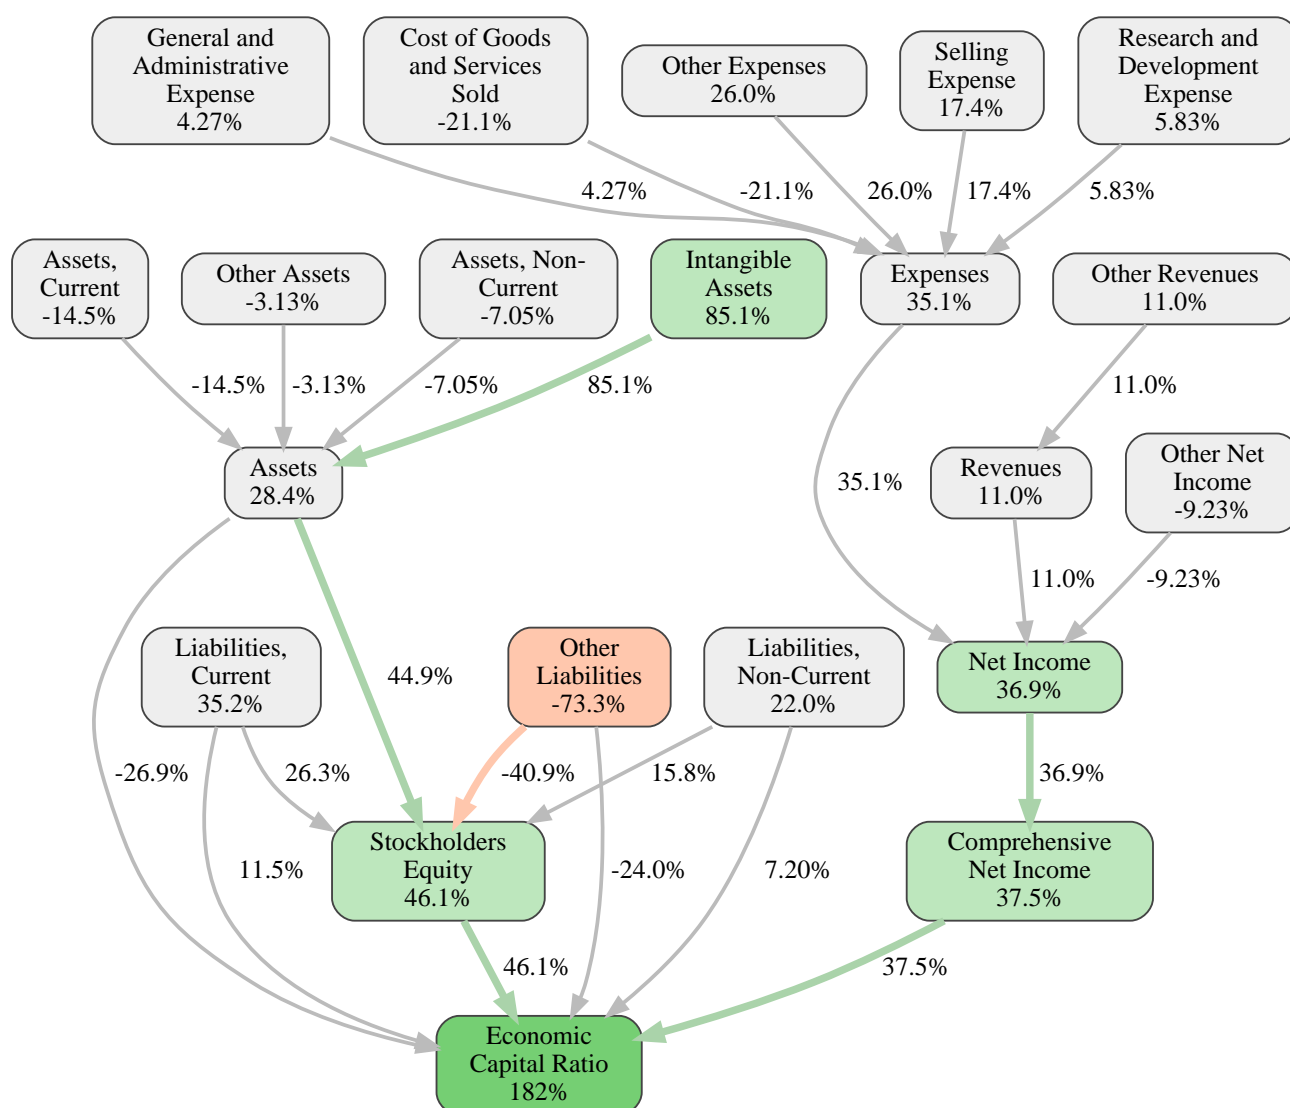 General and
Administrative
Expense
4.27%
Cost of Goods
and Services
Sold
-21.1%
Other Expenses
26.0%
Selling
Expense
17.4%
Research and
Development
Expense
5.83%
4.27%
-21.1%
26.0%
17.4%
5.83%
Assets,
Current
-14.5%
Other Assets
-3.13%
Assets, Non-
Current
-7.05%
Intangible
Assets
85.1%
Expenses
35.1%
Other Revenues
11.0%
-14.5%
-3.13%
-7.05%
85.1%
11.0%
Assets
28.4%
35.1%
Revenues
11.0%
Other Net
Income
-9.23%
11.0%
-9.23%
Liabilities,
Current
35.2%
44.9%
Other
Liabilities
-73.3%
Liabilities,
Non-Current
22.0%
Net Income
36.9%
-26.9%
26.3%
-40.9%
15.8%
36.9%
Stockholders
Equity
46.1%
11.5%
-24.0%
7.20%
Comprehensive
Net Income
37.5%
46.1%
37.5%
Economic
Capital Ratio
182%